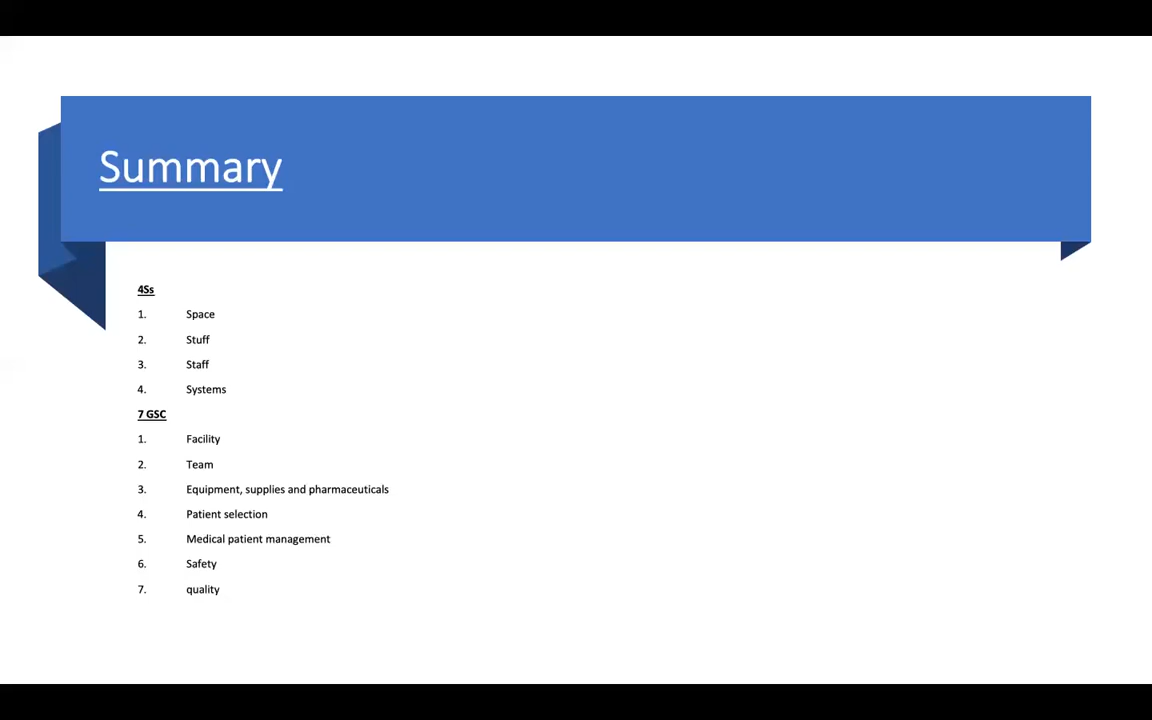 Summary
4Ss
1. Space
2. Stuff
3. Staff
4. Systems
7 GSC
1. Facility
2. Team
3. Equipment, supplies and pharmaceuticals
4. Patient selection
5. Medical patient management
6. Safety
7. quality